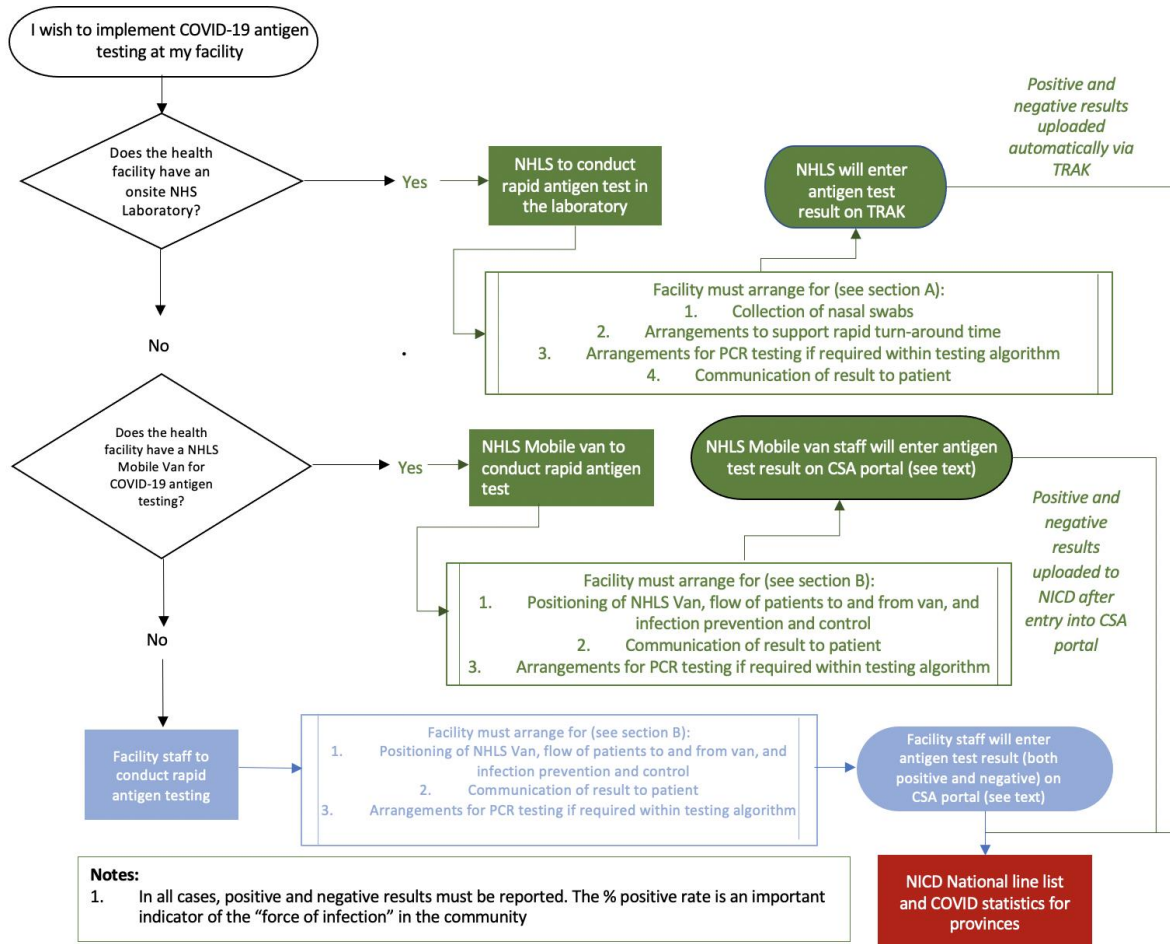 I wish to implement COVID-19 antigen
testing at my facility
Does the health
facility have an
onsite NHS
Laboratory?
Yes
NHLS to conduct
rapid antigen test in
the laboratory
NHLS will enter
antigen test
result on TRAK
Positive and
negative results
uploaded
automatically via
TRAK
Facility must arrange for (see section A):
1. Collection of nasal swabs
2. Arrangements to support rapid turn-around time
3. Arrangements for PCR testing if required within testing algorithm
4. Communication of result to patient
No
Does the health
facility have a NHLS
Mobile Van for
COVID-19 antigen
testing?
Yes
NHLS Mobile van to
conduct rapid antigen
test
NHLS Mobile van staff will enter antigen
test result on CSA portal (see text)
Positive and
negative
results
uploaded to
NICD after
entry into CSA
portal
Facility must arrange for (see section B):
1. Positioning of NHLS Van, flow of patients to and from van, and
infection prevention and control
2. Communication of result to patient
3. Arrangements for PCR testing if required within testing algorithm
No
Facility staff to
conduct rapid
antigen testing
Facility must arrange for (see section B):
1. Positioning of NHLS Van, flow of patients to and from van, and
infection prevention and control
2. Communication of result to patient
3. Arrangements for PCR testing if required within testing algorithm
Facility staff will enter
antigen test result (both
positive and negative) on
CSA portal (see text)
Notes:
1. In all cases, positive and negative results must be reported. The % positive rate is an important
indicator of the “force of infection” in the community
NICD National line list
and COVID statistics for
provinces